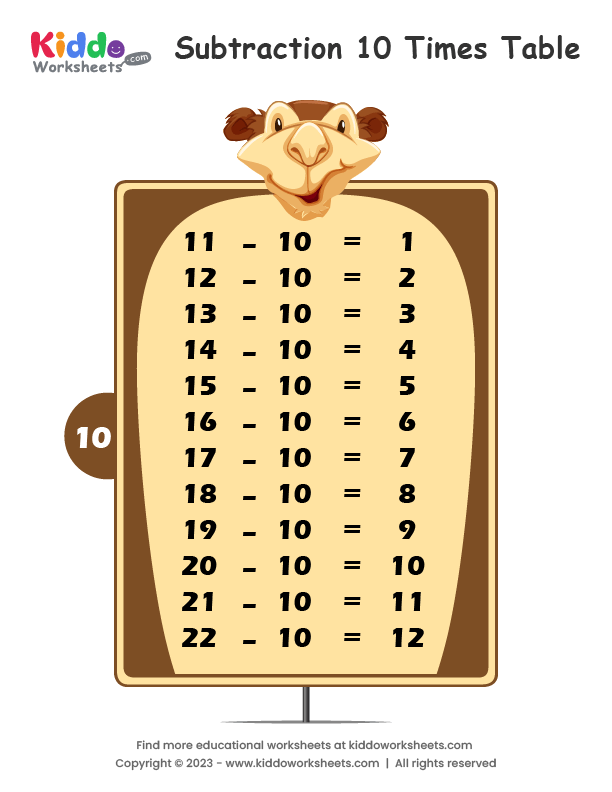 Kiddo
Worksheets .com
Subtraction 10 Times Table
11 - 10 = 1
12 - 10 = 2
13 - 10 = 3
14 - 10 = 4
15 - 10 = 5
16 - 10 = 6
10
17 - 10 = 7
18 - 10 = 8
19 - 10 = 9
20 - 10 = 10
21 - 10 = 11
22 - 10 = 12
Find more educational worksheets at kiddoworksheets.com
Copyright © 2023 - www.kiddoworksheets.com | All rights reserved